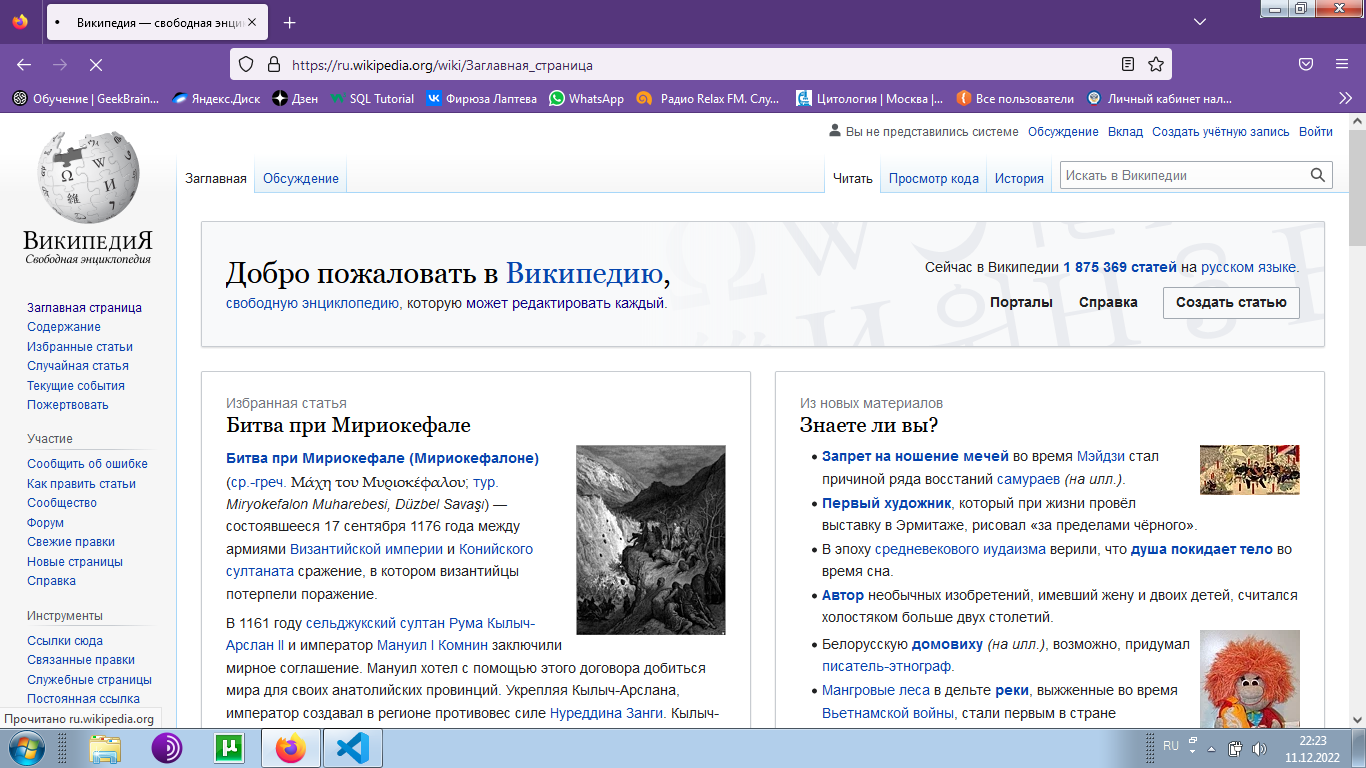 Википедия — свободная энци
https://ru.wikipedia.org/wiki/Заглавная_страница
Обучение | GeekBrain... Яндекс.Диск Дзен SQL Tutorial Фирюза Лаптева WhatsApp Радио Relax FM. Слу... Цитология | Москва |... Все пользователи Личный кабинет нал...
Вы не представились системе Обсуждение Вклад Создать учётную запись Войти
Заглавная Обсуждение Читать Просмотр кода История Искать в Википедии
ВикипедиЯ
Свободная энциклопедия
Заглавная страница
Содержание
Избранные статьи
Случайная статья
Текущие события
Пожертвовать
Участие
Сообщить об ошибке
Как править статьи
Сообщество
Форум
Свежие правки
Новые страницы
Справка
Инструменты
Ссылки сюда
Связанные правки
Служебные страницы
Постоянная ссылка
Прочитано ru.wikipedia.org
Добро пожаловать в Википедию,
свободную энциклопедию, которую может редактировать каждый.
Сейчас в Википедии 1 875 369 статей на русском языке.
Порталы Справка Создать статью
Избранная статья
Битва при Мириокефале
Битва при Мириокефале (Мириокефалоне)
(ср.-греч. Μάχη του Μυριοκέφαλου; тур.
Miryokefalon Muharebesi, Düzbel Savaşı) —
состоявшееся 17 сентября 1176 года между
армиями Византийской империи и Конийского
султаната сражение, в котором византийцы
потерпели поражение.
В 1161 году сельджукский султан Рума Кылыч-
Арслан II и император Мануил I Комнин заключили
мирное соглашение. Мануил хотел с помощью этого договора добиться
мира для своих анатолийских провинций. Укрепляя Кылыч-Арслана,
император создавал в регионе противовес силе Нуреддина Занги. Кылыч-
Из новых материалов
Знаете ли вы?
Запрет на ношение мечей во время Мэйдзи стал
причиной ряда восстаний самураев (на илл.).
Первый художник, который при жизни провёл
выставку в Эрмитаже, рисовал «за пределами чёрного».
В эпоху средневекового иудаизма верили, что душа покидает тело во
время сна.
Автор необычных изобретений, имевший жену и двоих детей, считался
холостяком больше двух столетий.
Белорусскую домовиху (на илл.), возможно, придумал
писатель-этнограф.
Мангровые леса в дельте реки, выжженные во время
Вьетнамской войны, стали первым в стране
RU
22:23
11.12.2022